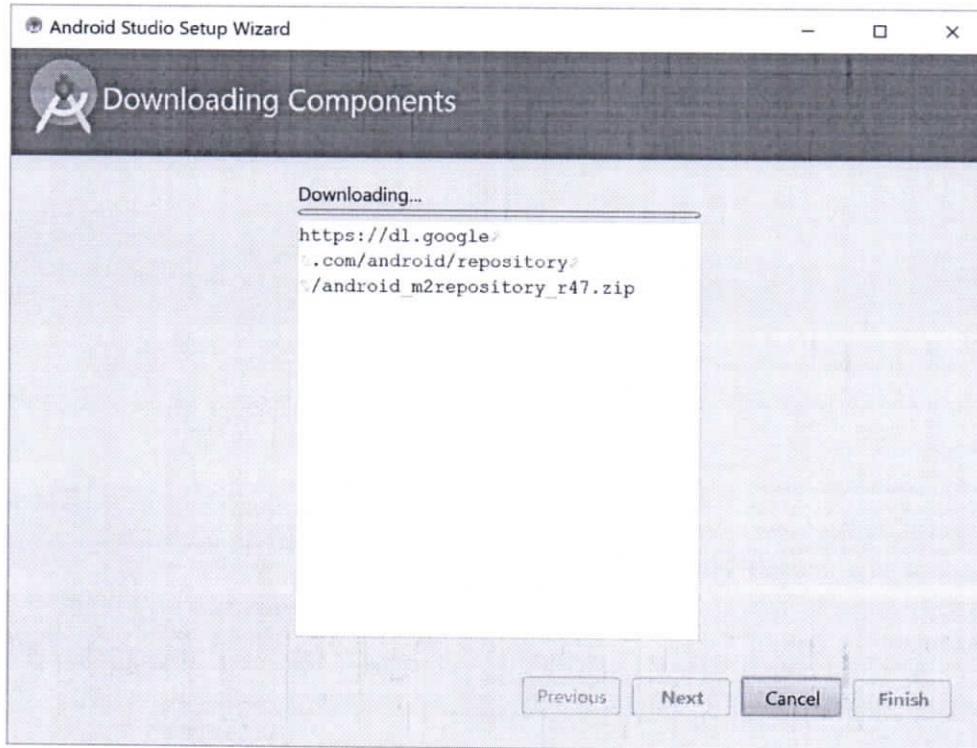 Android Studio Setup Wizard
Downloading Components
Downloading...
https://dl.google
.com/android/repository
/android_m2repository_r47.zip
Previous
Next
Cancel
Finish